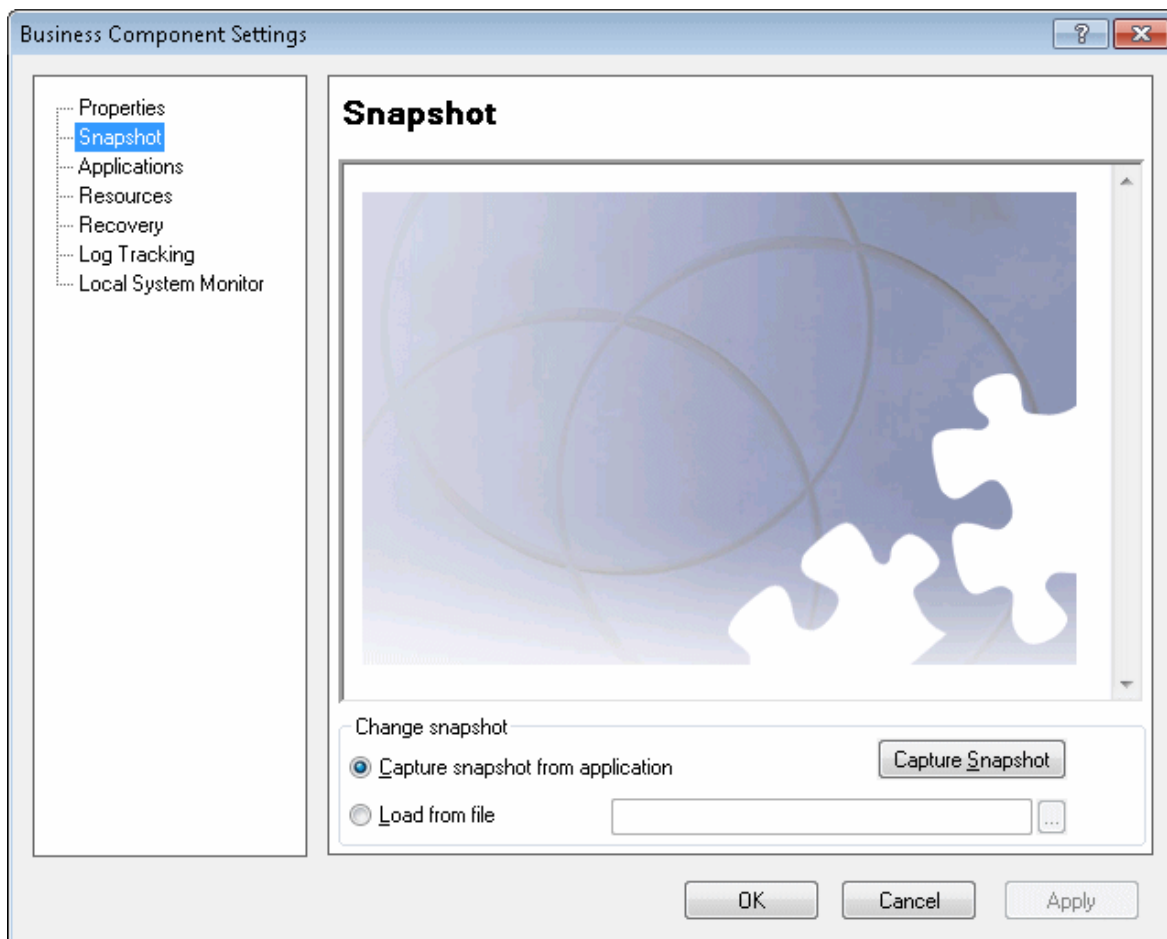 Business Component Settings
?
Properties
Snapshot
Applications
Resources
Recovery
Log Tracking
Local System Monitor
Snapshot
Change snapshot
Capture snapshot from application
Capture Snapshot
Load from file
...
OK
Cancel
Apply